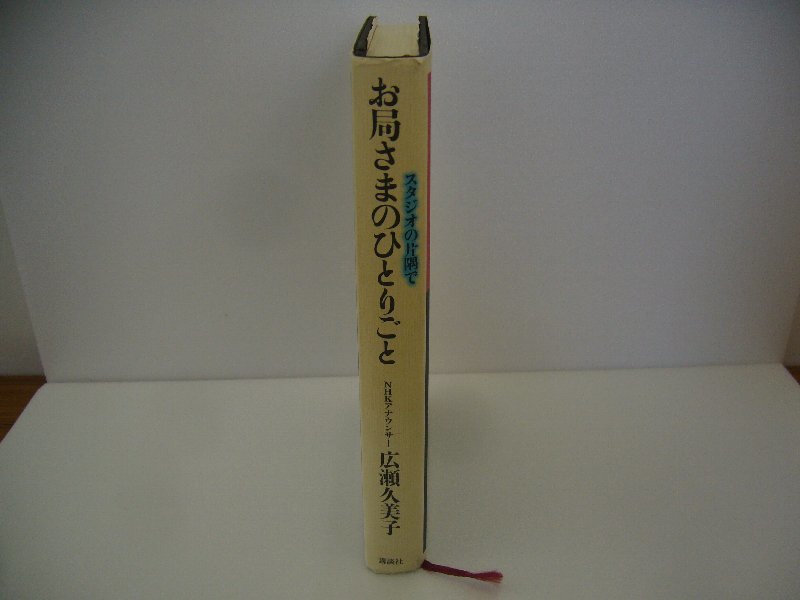 スタジオの片隅で
お局さまのひとりごと
NHKアナウンサー
広瀬久美子
講談社